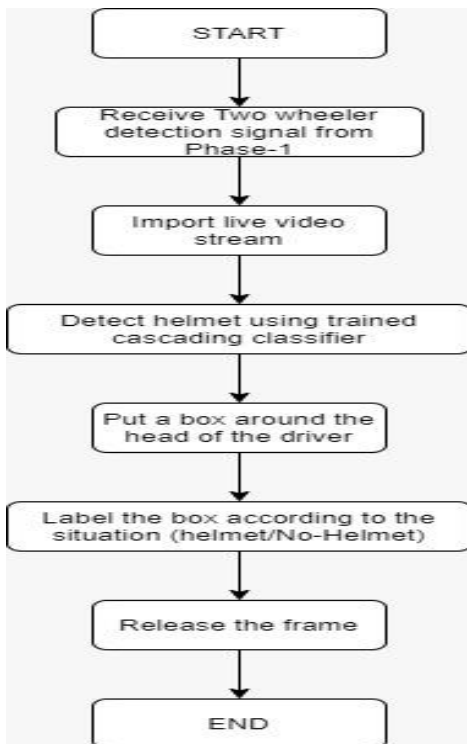 START
Receive Two wheeler
detection signal from
Phase-1
Import live video
stream
Detect helmet using trained
cascading classifier
Put a box around the
head of the driver
Label the box according to the
situation (helmet/No-Helmet)
Release the frame
END